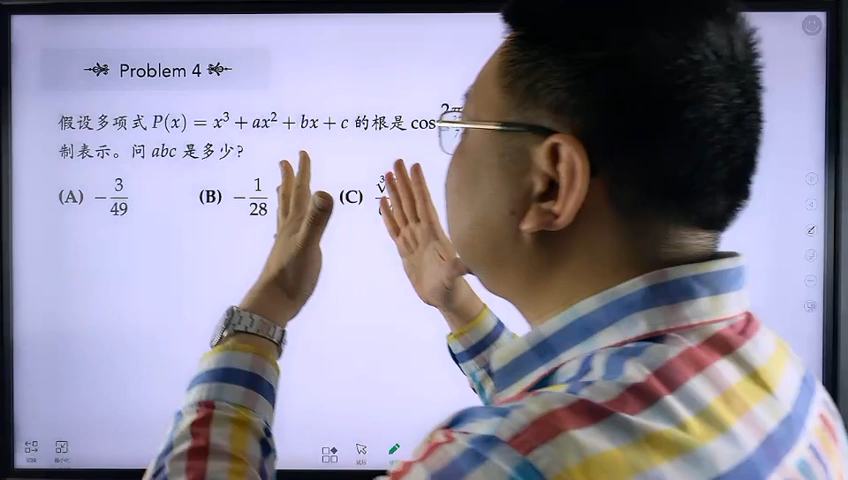 Problem 4
假设多项式 P(x) = x³ + ax² + bx + c 的根是 cos
制表示。问 abc 是多少?
(A) −3/49 (B) −1/28 (C)